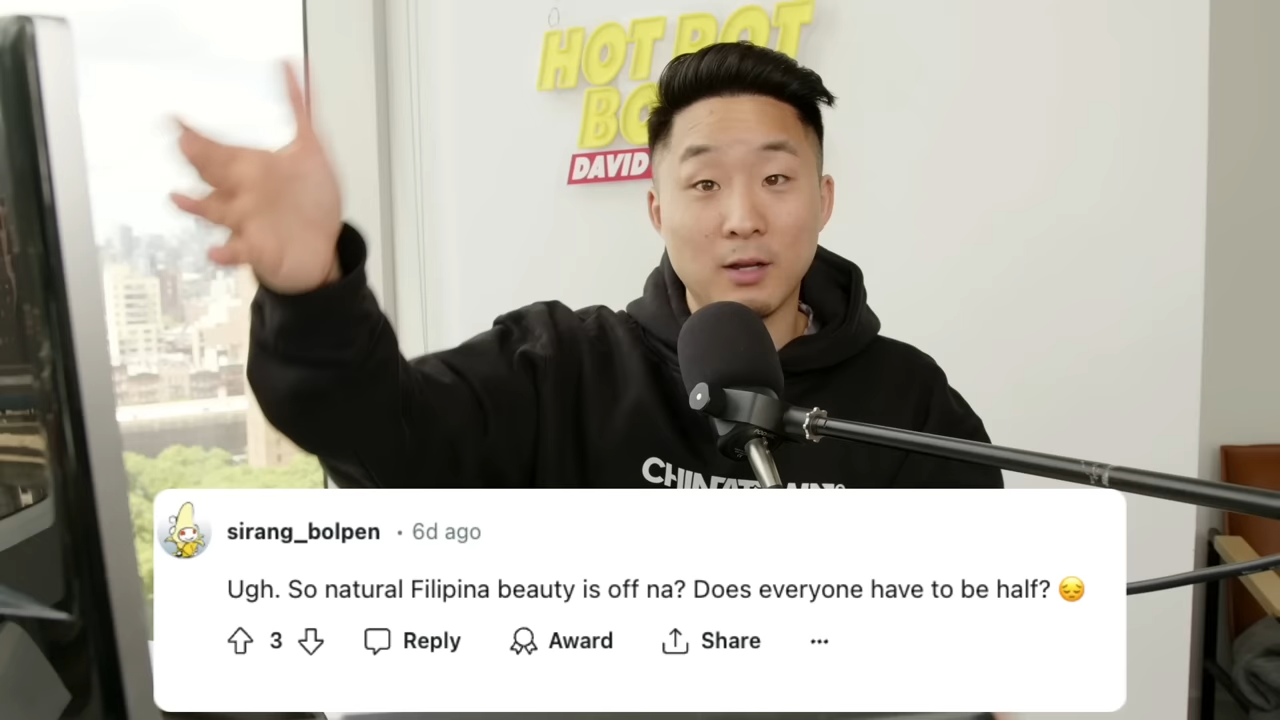 HOT POT
DAVID
sirang_bolpen · 6d ago
Ugh. So natural Filipina beauty is off na? Does everyone have to be half? 😔
3 Reply Award Share ...